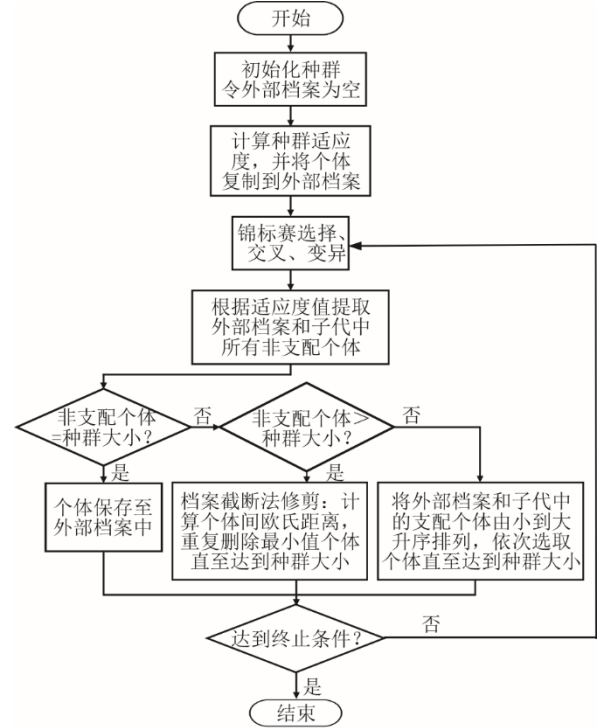 开始
初始化种群
令外部档案为空
计算种群适应
度，并将个体
复制到外部档案
锦标赛选择、
交叉、变异
根据适应度值提取
外部档案和子代中
所有非支配个体
非支配个体
=种群大小？
否
非支配个体＞
种群大小？
否
是
是
个体保存至
外部档案中
档案截断法修剪：计
算个体间欧氏距离，
重复删除最小值个体
直至达到种群大小
将外部档案和子代中
的支配个体由小到大
升序排列，依次选取
个体直至达到种群大小
达到终止条件？
否
是
结束